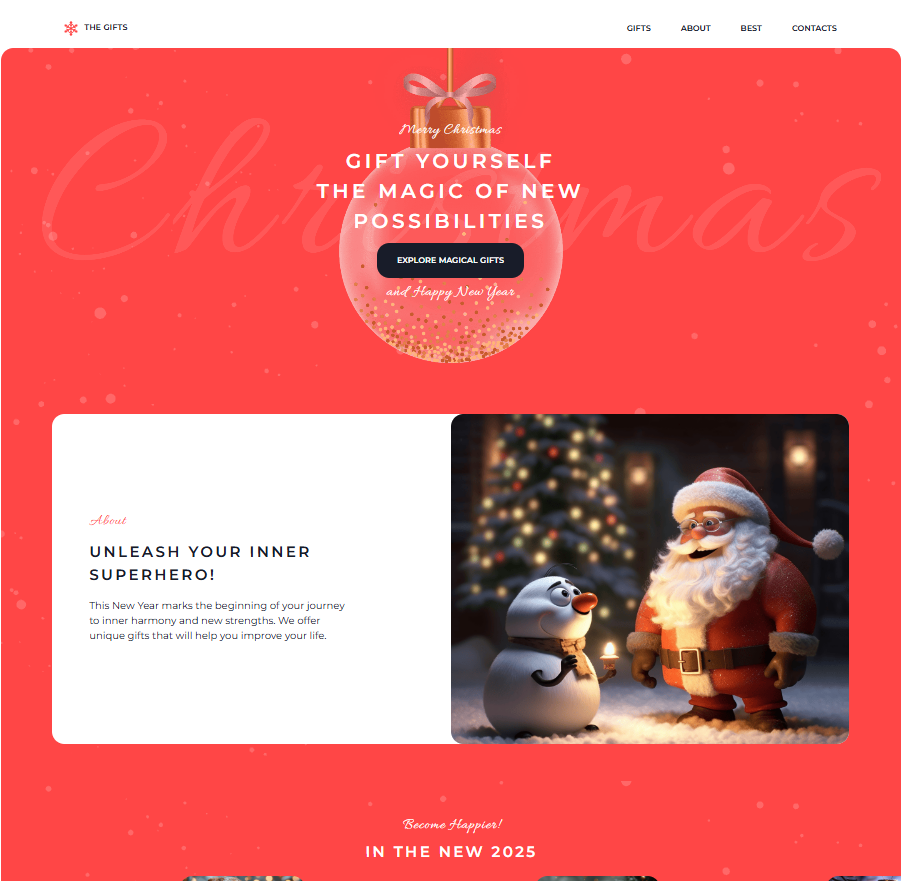 THE GIFTS
GIFTS ABOUT BEST CONTACTS
Christmas
Merry Christmas
GIFT YOURSELF
THE MAGIC OF NEW
POSSIBILITIES
EXPLORE MAGICAL GIFTS
and Happy New Year
About
UNLEASH YOUR INNER
SUPERHERO!
This New Year marks the beginning of your journey
to inner harmony and new strengths. We offer
unique gifts that will help you improve your life.
Become Happier!
IN THE NEW 2025